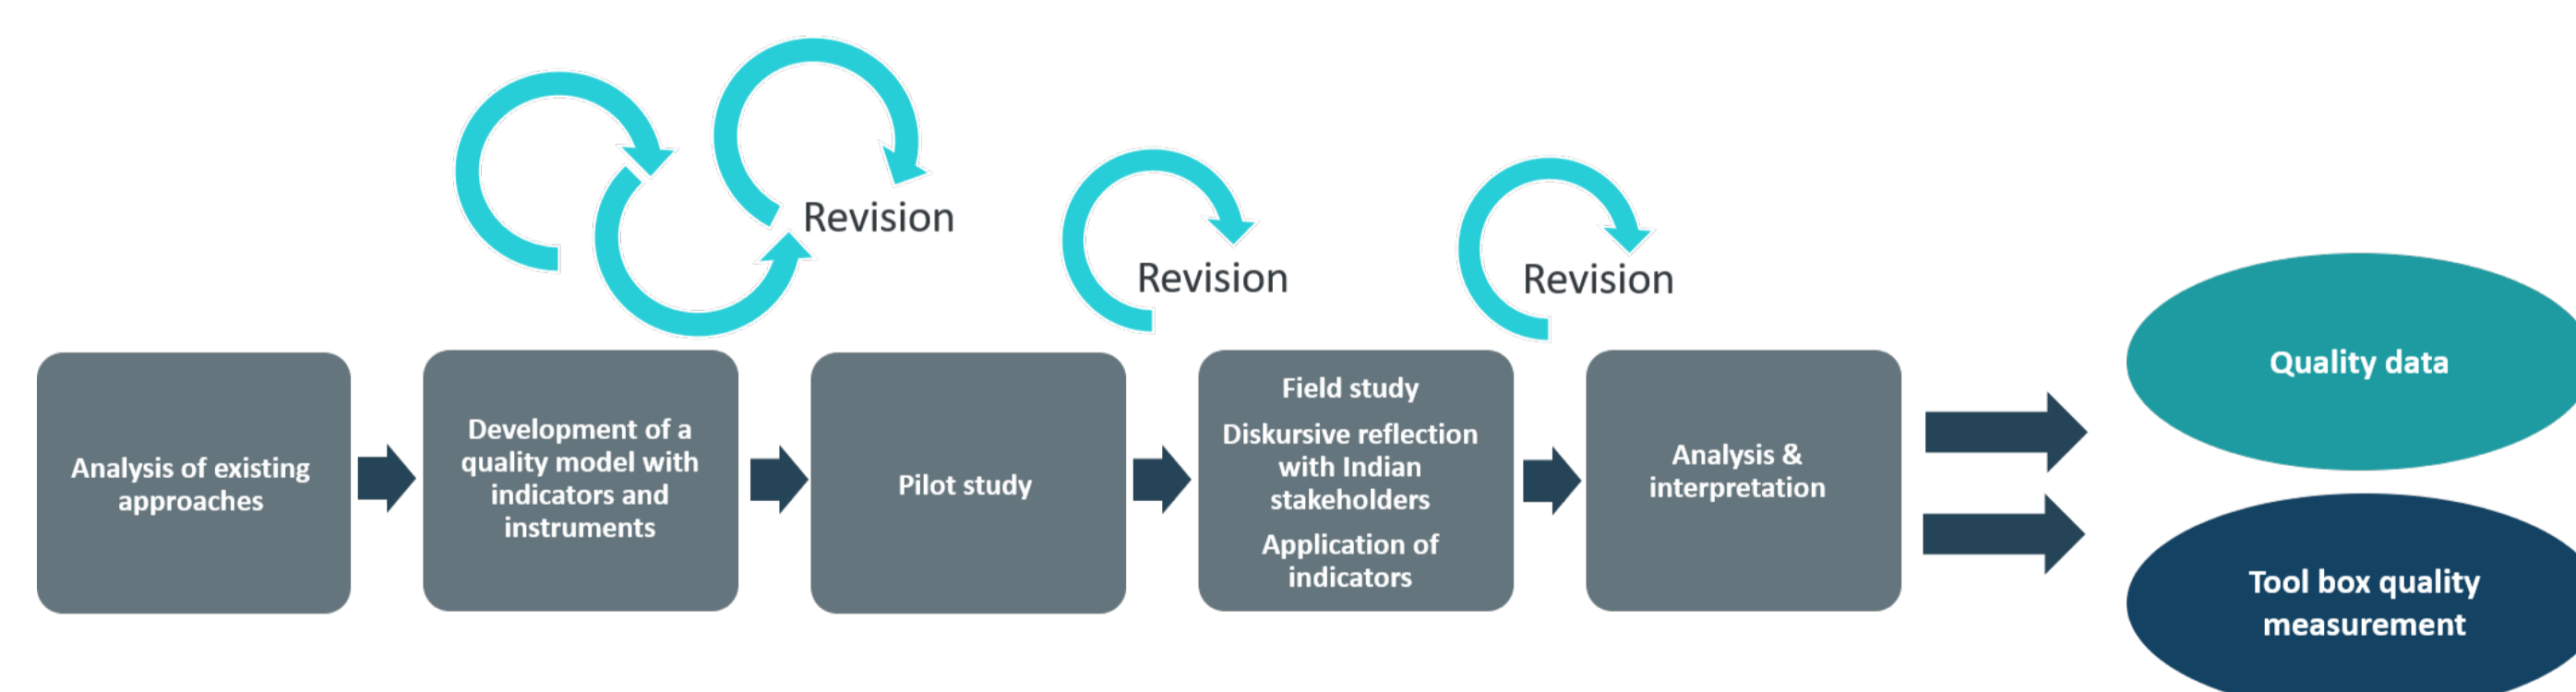 Revision
Revision
Revision
Analysis of existing
approaches
Development of a
quality model with
indicators and
instruments
Pilot study
Field study
Diskursive reflection
with Indian
stakeholders
Application of
indicators
Analysis &
interpretation
Quality data
Tool box quality
measurement